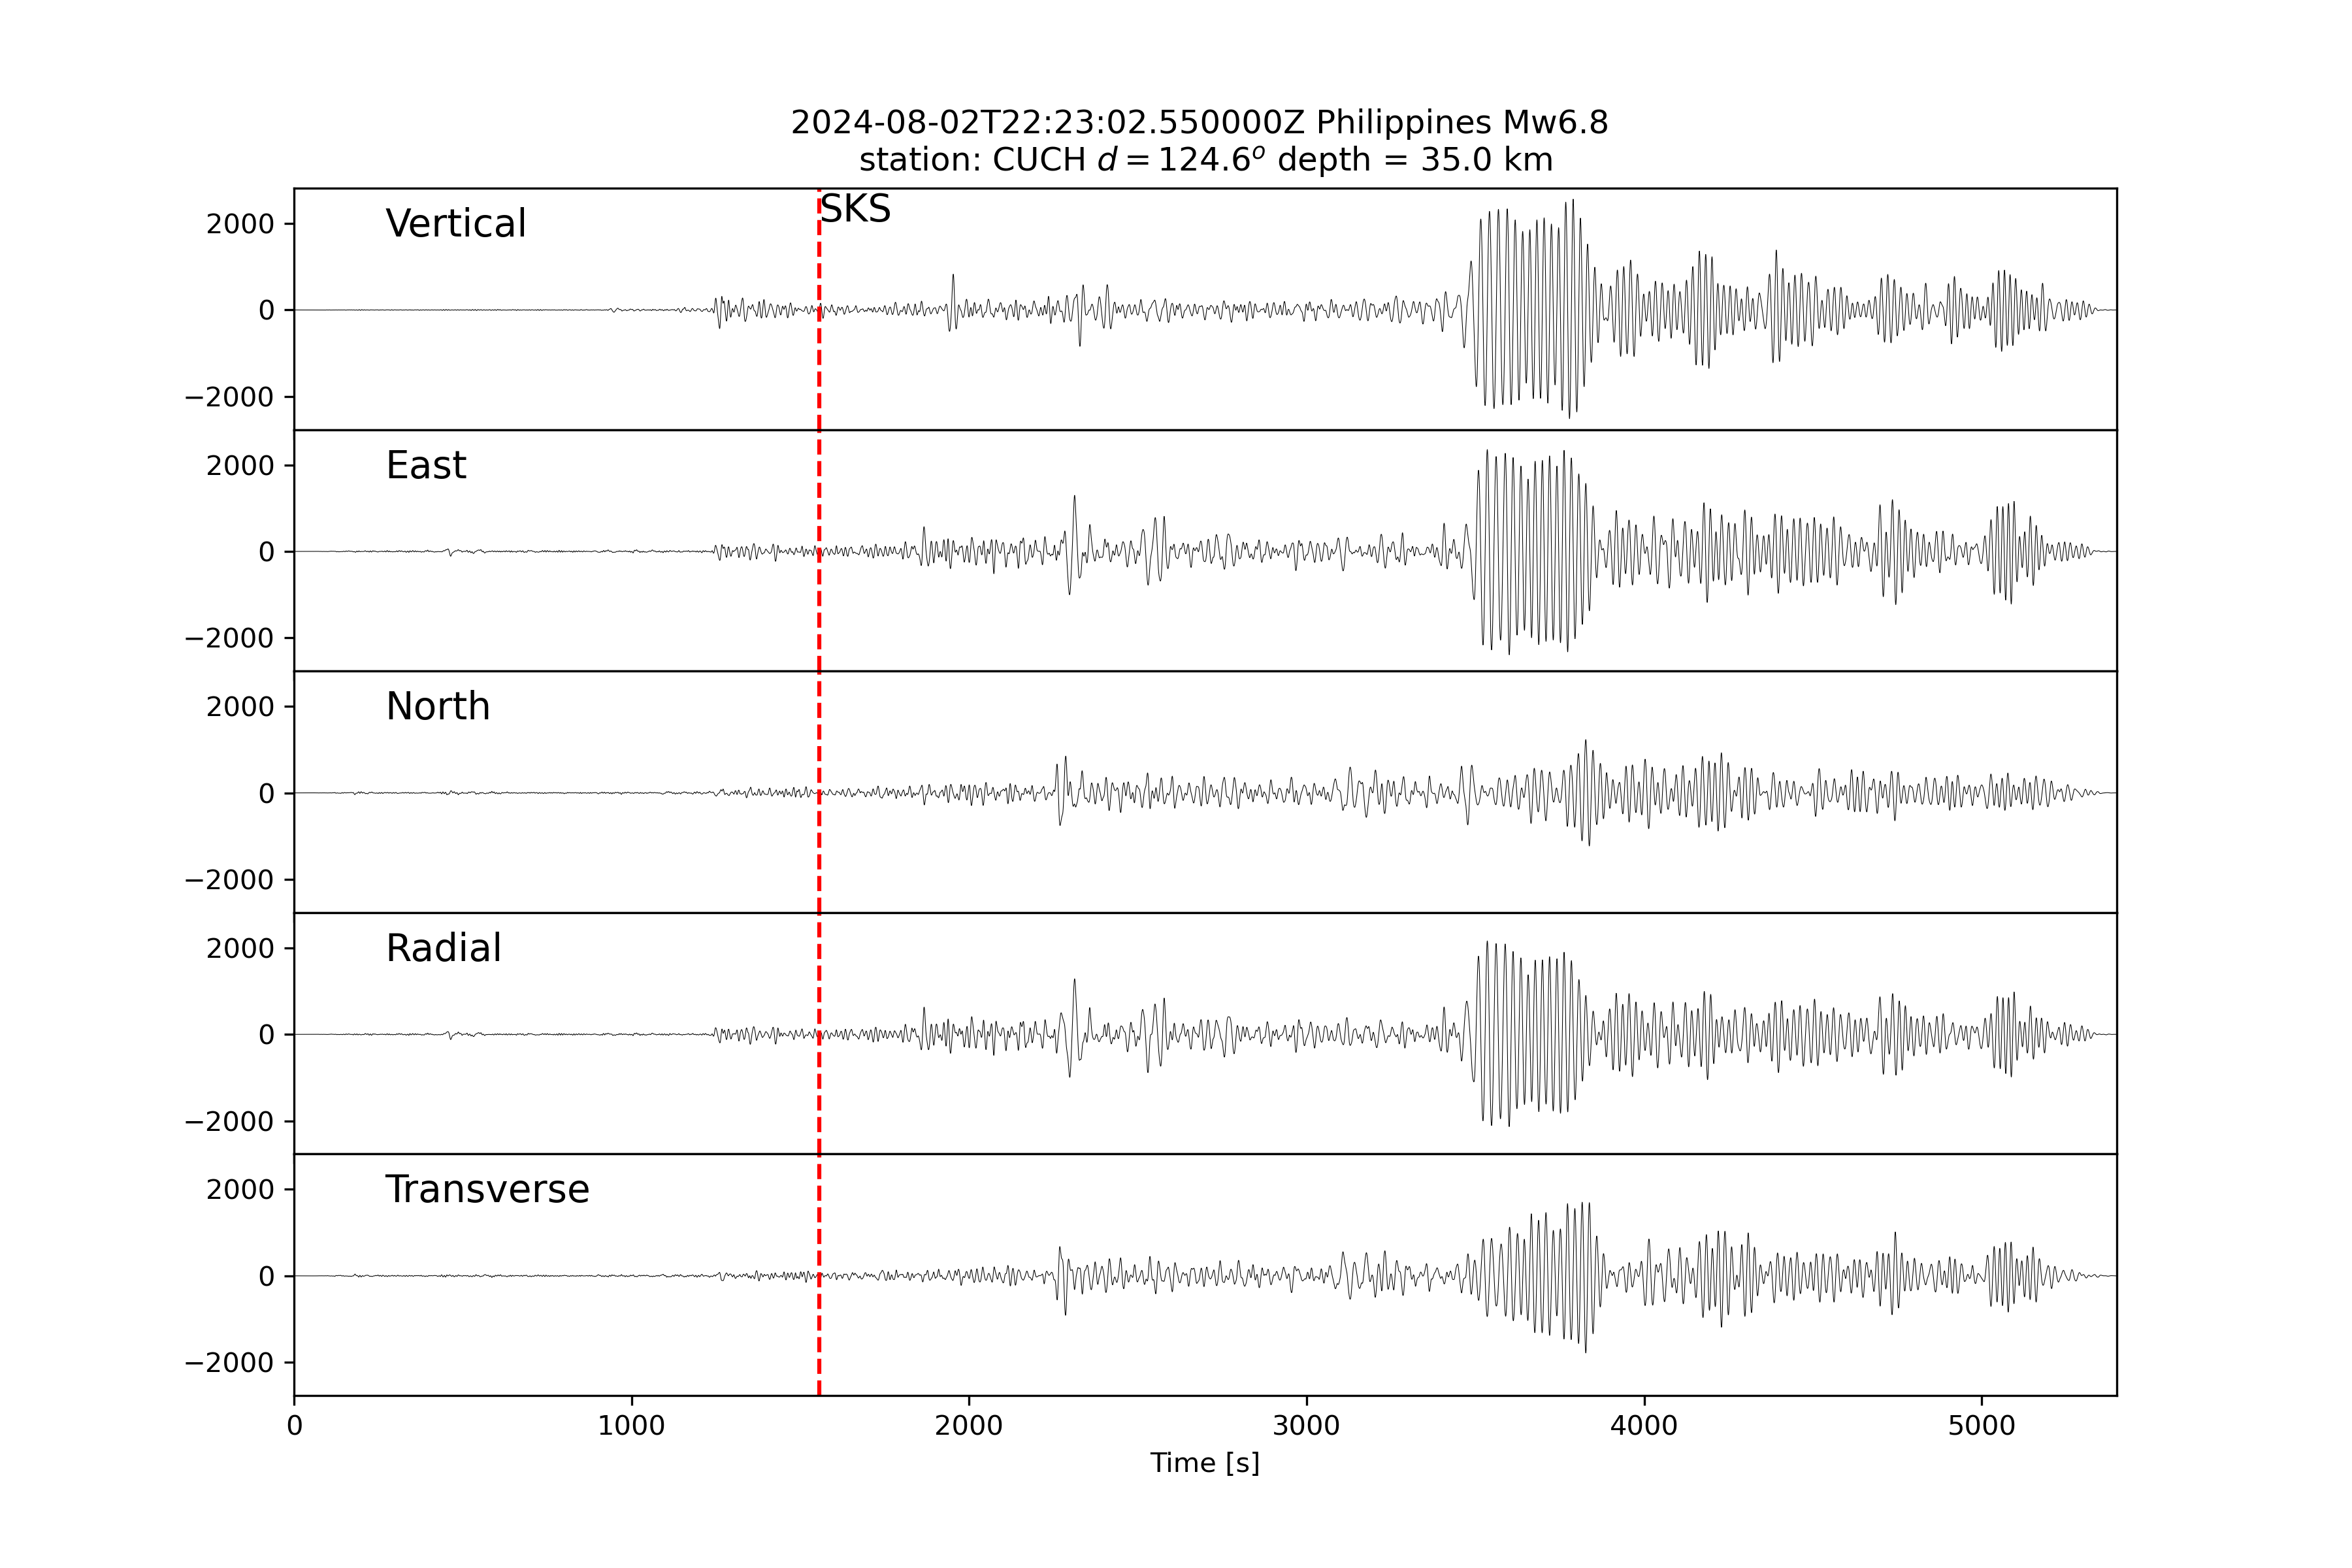 2024-08-02T22:23:02.550000Z Philippines Mw6.8
station: CUCH d = 124.6° depth = 35.0 km
SKS
Vertical
2000
0
−2000
East
2000
0
−2000
North
2000
0
−2000
Radial
2000
0
−2000
Transverse
2000
0
−2000
0 1000 2000 3000 4000 5000
Time [s]